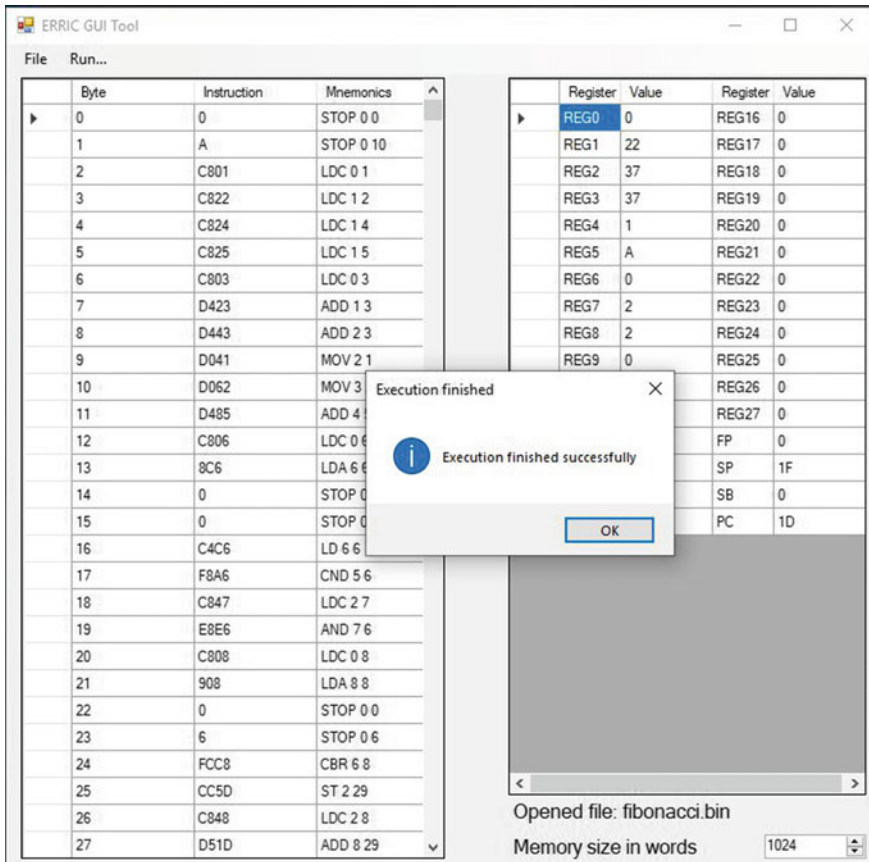 ERRIC GUI Tool
File Run...
Byte Instruction Mnemonics
0 0 STOP 0 0
1 A STOP 0 10
2 C801 LDC 0 1
3 C822 LDC 1 2
4 C824 LDC 1 4
5 C825 LDC 1 5
6 C803 LDC 0 3
7 D423 ADD 1 3
8 D443 ADD 2 3
9 D041 MOV 2 1
10 D062 MOV 3
11 D485 ADD 4
12 C806 LDC 0 6
13 8C6 LDA 6 6
14 0 STOP
15 0 STOP
16 C4C6 LD 6 6
17 F8A6 CND 5 6
18 C847 LDC 2 7
19 E8E6 AND 7 6
20 C808 LDC 0 8
21 908 LDA 8 8
22 0 STOP 0 0
23 6 STOP 0 6
24 FCC8 CBR 6 8
25 CC5D ST 2 29
26 C848 LDC 2 8
27 D51D ADD 8 29
Register Value Register Value
REG0 0 REG16 0
REG1 22 REG17 0
REG2 37 REG18 0
REG3 37 REG19 0
REG4 1 REG20 0
REG5 A REG21 0
REG6 0 REG22 0
REG7 2 REG23 0
REG8 2 REG24 0
REG9 0 REG25 0
REG26 0
REG27 0
FP 0
SP 1F
SB 0
PC 1D
Execution finished
Execution finished successfully
OK
Opened file: fibonacci.bin
Memory size in words 1024